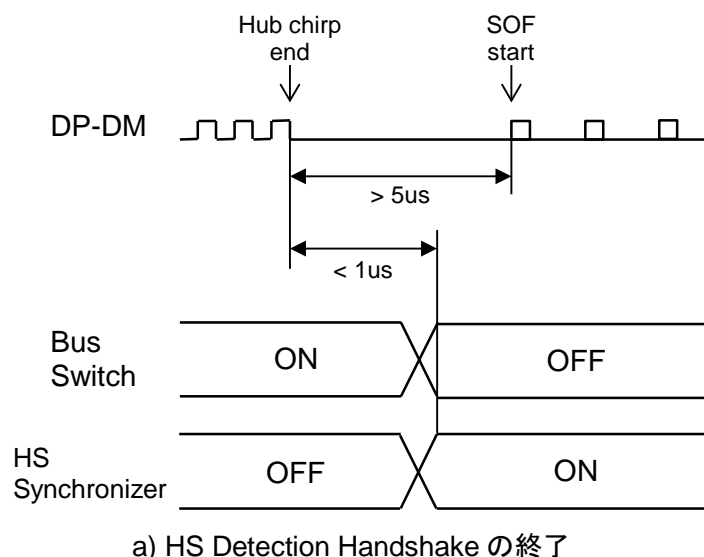 Hub chirp
end
SOF
start
DP-DM
> 5us
< 1us
Bus
Switch
ON
OFF
HS
Synchronizer
OFF
ON
a) HS Detection Handshake の終了